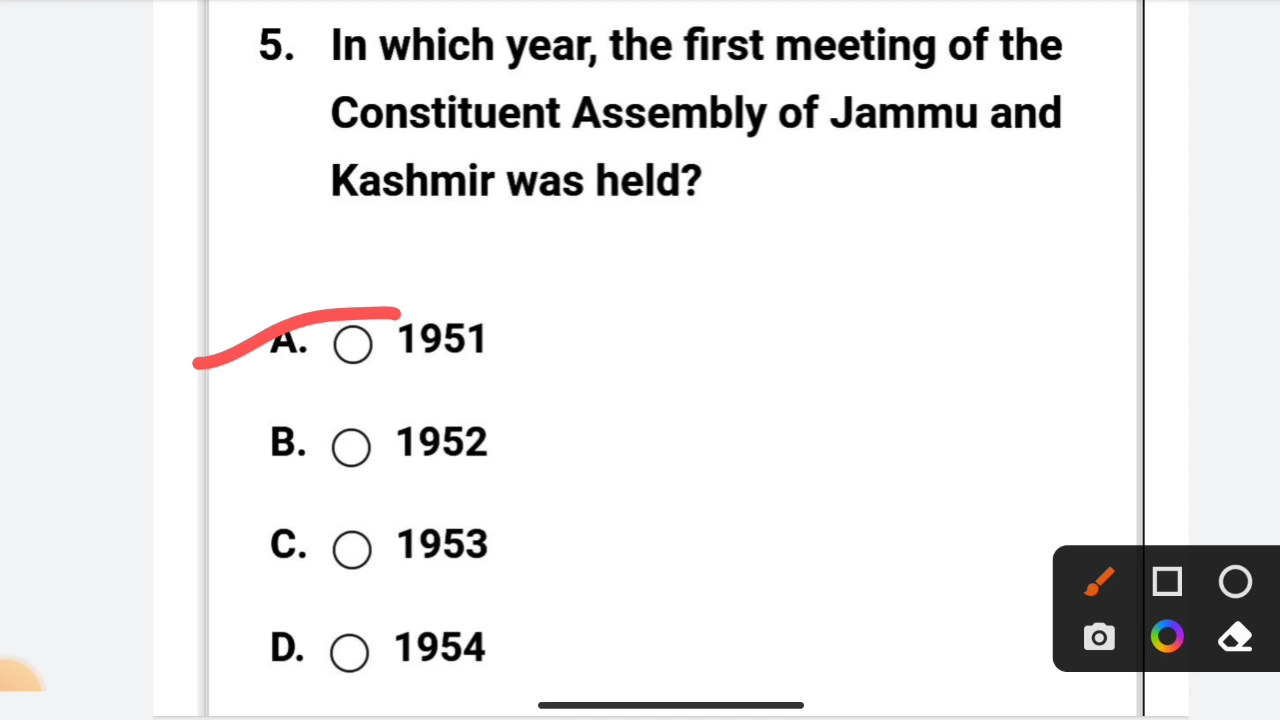 5. In which year, the first meeting of the
Constituent Assembly of Jammu and
Kashmir was held?
A. 1951
B. 1952
C. 1953
D. 1954